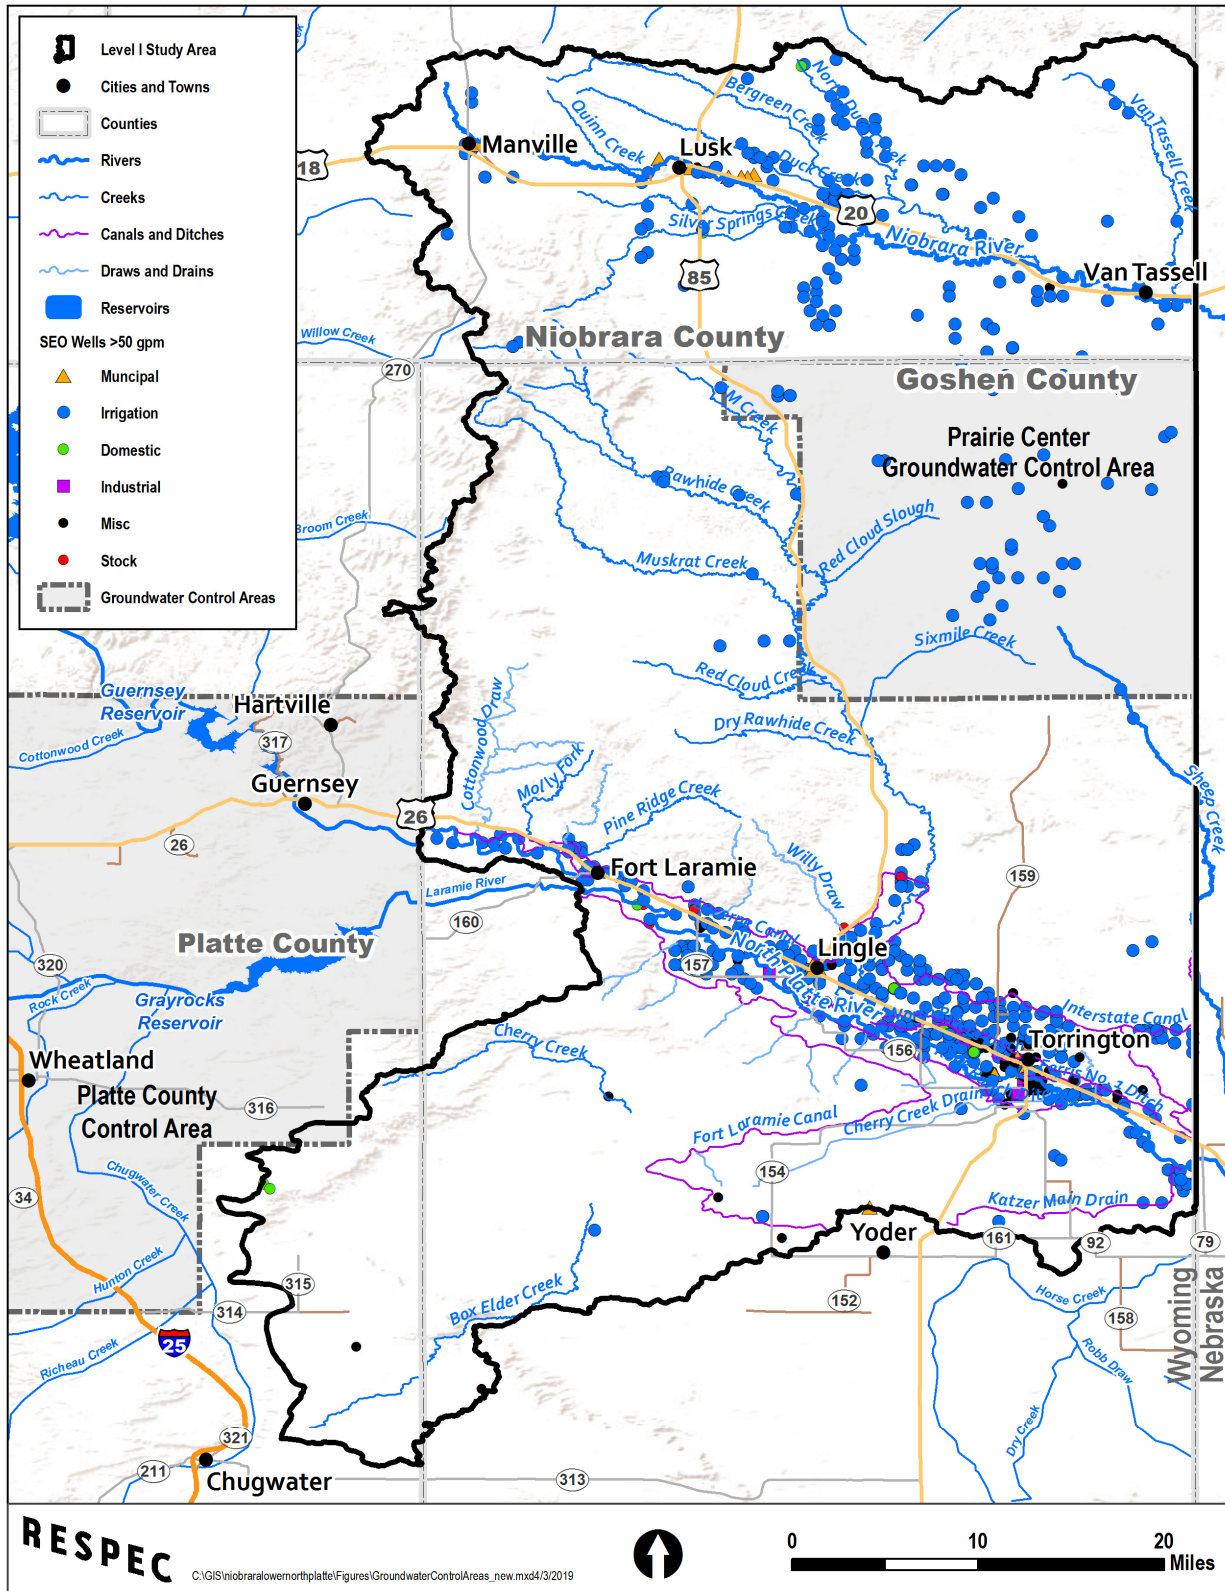 Level I Study Area
Cities and Towns
Counties
Rivers
Creeks
Canals and Ditches
Draws and Drains
Reservoirs
SEO Wells >50 gpm
Muncipal
Irrigation
Domestic
Industrial
Misc
Stock
Groundwater Control Areas
Creek
18
Manville
Quinn Creek
Bergreen Creek
Lusk
Duck Creek
Van Tassell Creek
Silver Springs Creek
20
Niobrara River
85
Van Tassell
Willow Creek
270
Niobrara County
Goshen County
Prairie Center
Groundwater Control Area
Rawhide Creek
Broom Creek
Muskrat Creek
Red Cloud Slough
Sixmile Creek
Red Cloud Creek
Dry Rawhide Creek
Guernsey
Reservoir
Hartville
Cottonwood Creek
317
Guernsey
Cottonwood Draw
Molly Fork
Pine Ridge Creek
Sheep Creek
26
26
Willy Draw
159
Fort Laramie
Laramie River
160
Platte County
157
North Platte River
Lingle
Canal
320
Rock Creek
Grayrocks
Reservoir
Interstate Canal
Cherry Creek
156
Torrington
Wheatland
Platte County
Control Area
316
Ferris No. 1 Ditch
Fort Laramie Canal
Cherry Creek Drain
154
Chugwater Creek
34
Katzer Main Drain
Yoder
161
92
79
Hunton Creek
315
314
Box Elder Creek
152
Horse Creek
158
Robb Draw
Wyoming
Nebraska
25
Richeau Creek
Dry Creek
321
211
Chugwater
313
RESPEC
C:\GIS\niobraralowernorthplatte\Figures\GroundwaterControlAreas_new.mxd4/3/2019
0 10 20
Miles